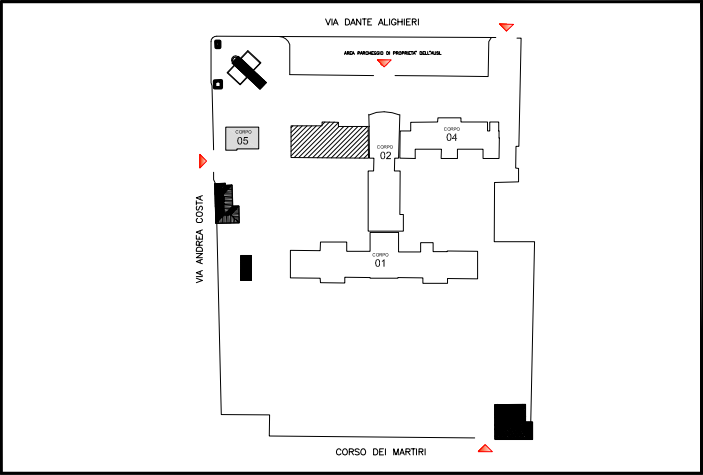 VIA DANTE ALIGHIERI
AREA PARCHEGGIO DI PROPRIETA' DELL'AUSL
CORPO
05
CORPO
02
CORPO
04
VIA ANDREA COSTA
CORPO
01
CORSO DEI MARTIRI